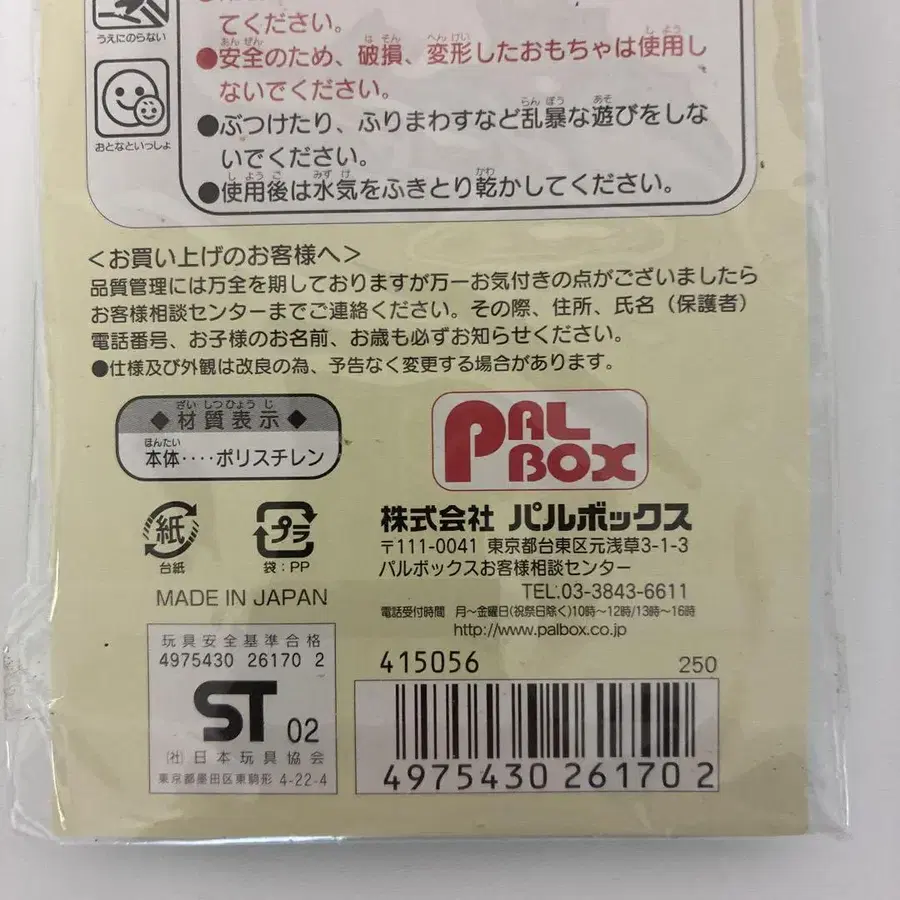 てください。
うえにのらない
●安全のため、破損、変形したおもちゃは使用し
ないでください。
おとなといっしょ
●ぶつけたり、ふりまわすなど乱暴な遊びをしな
いでください。
●使用後は水気をふきとり乾かしてください。
<お買い上げのお客様へ>
品質管理には万全を期しておりますが万一お気付きの点がございましたら
お客様相談センターまでご連絡ください。その際、住所、氏名（保護者）
電話番号、お子様のお名前、お歳も必ずお知らせください。
●仕様及び外観は改良の為、予告なく変更する場合があります。
◆材質表示◆
本体‥‥ポリスチレン
PAL BOX
紙
台紙
プラ
袋:PP
株式会社 パルボックス
〒111-0041 東京都台東区元浅草3-1-3
パルボックスお客様相談センター
TEL:03-3843-6611
電話受付時間 月〜金曜日(祝祭日除く)10時〜12時/13時〜16時
http://www.palbox.co.jp
MADE IN JAPAN
玩具安全基準合格
4975430 26170 2
ST 02
(社)日本玩具協会
東京都墨田区東駒形 4-22-4
415056 250
4975430 261702